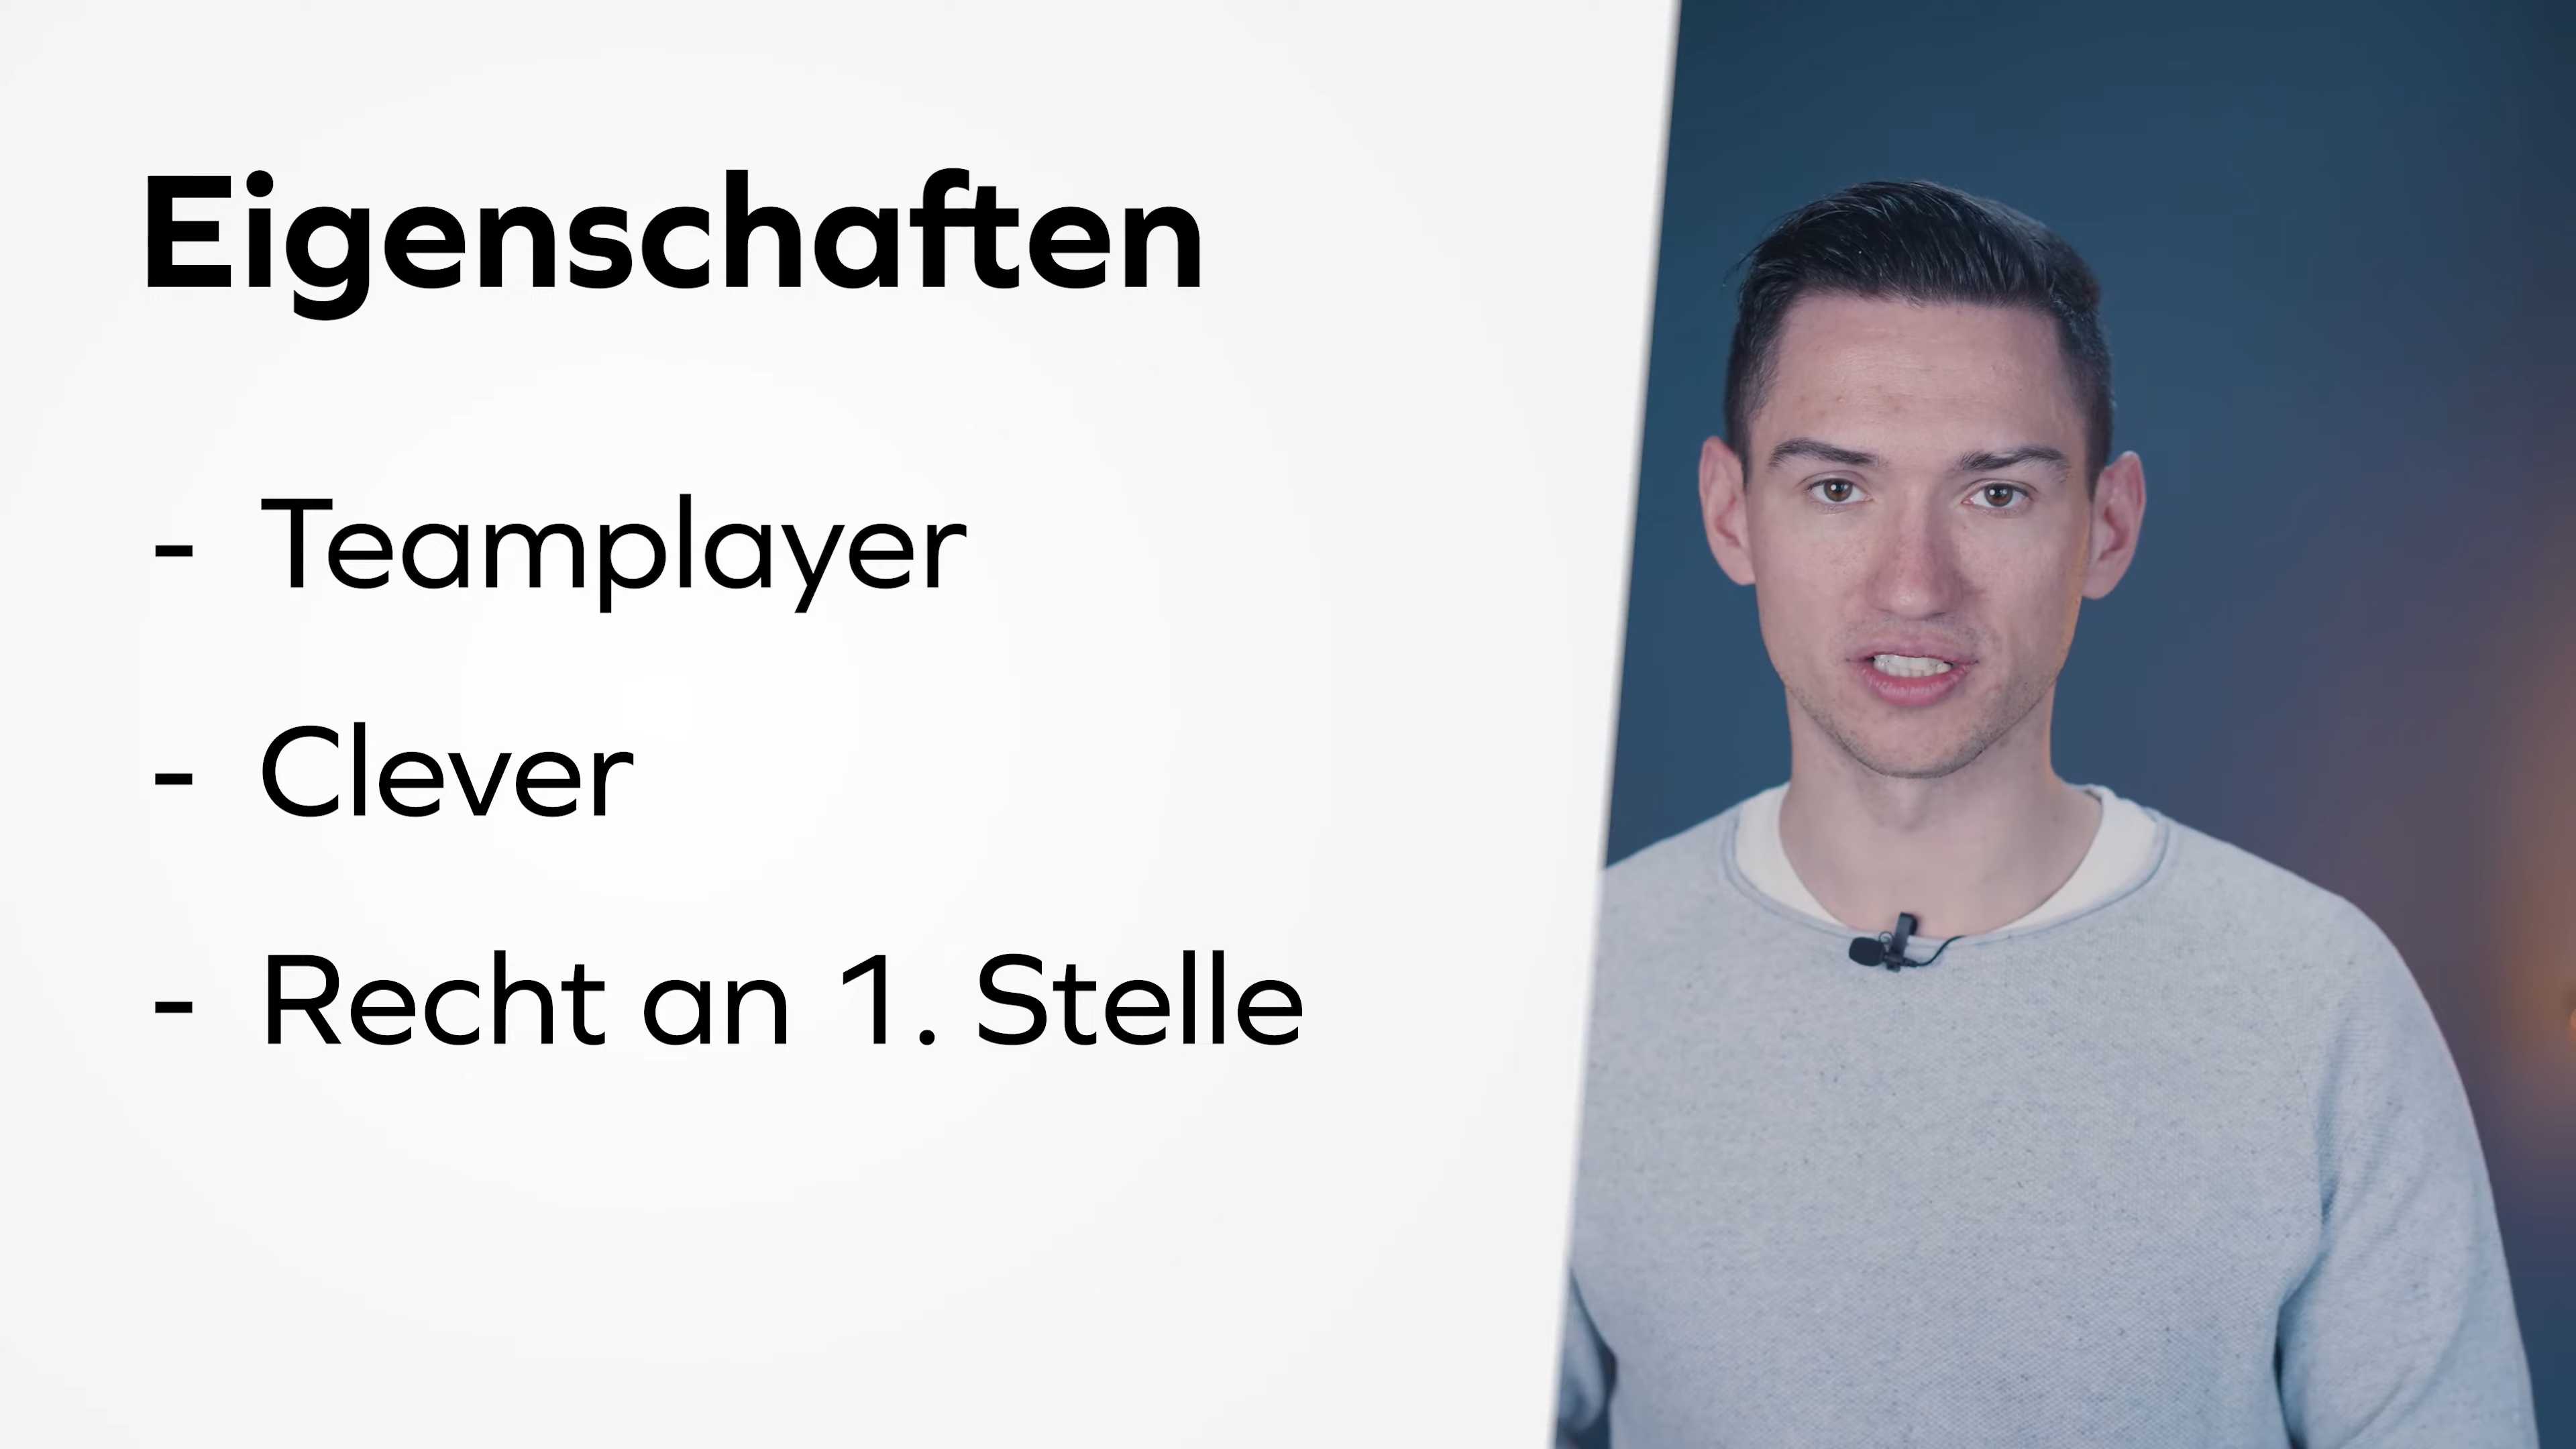 Eigenschaften
- Teamplayer
- Clever
- Recht an 1. Stelle